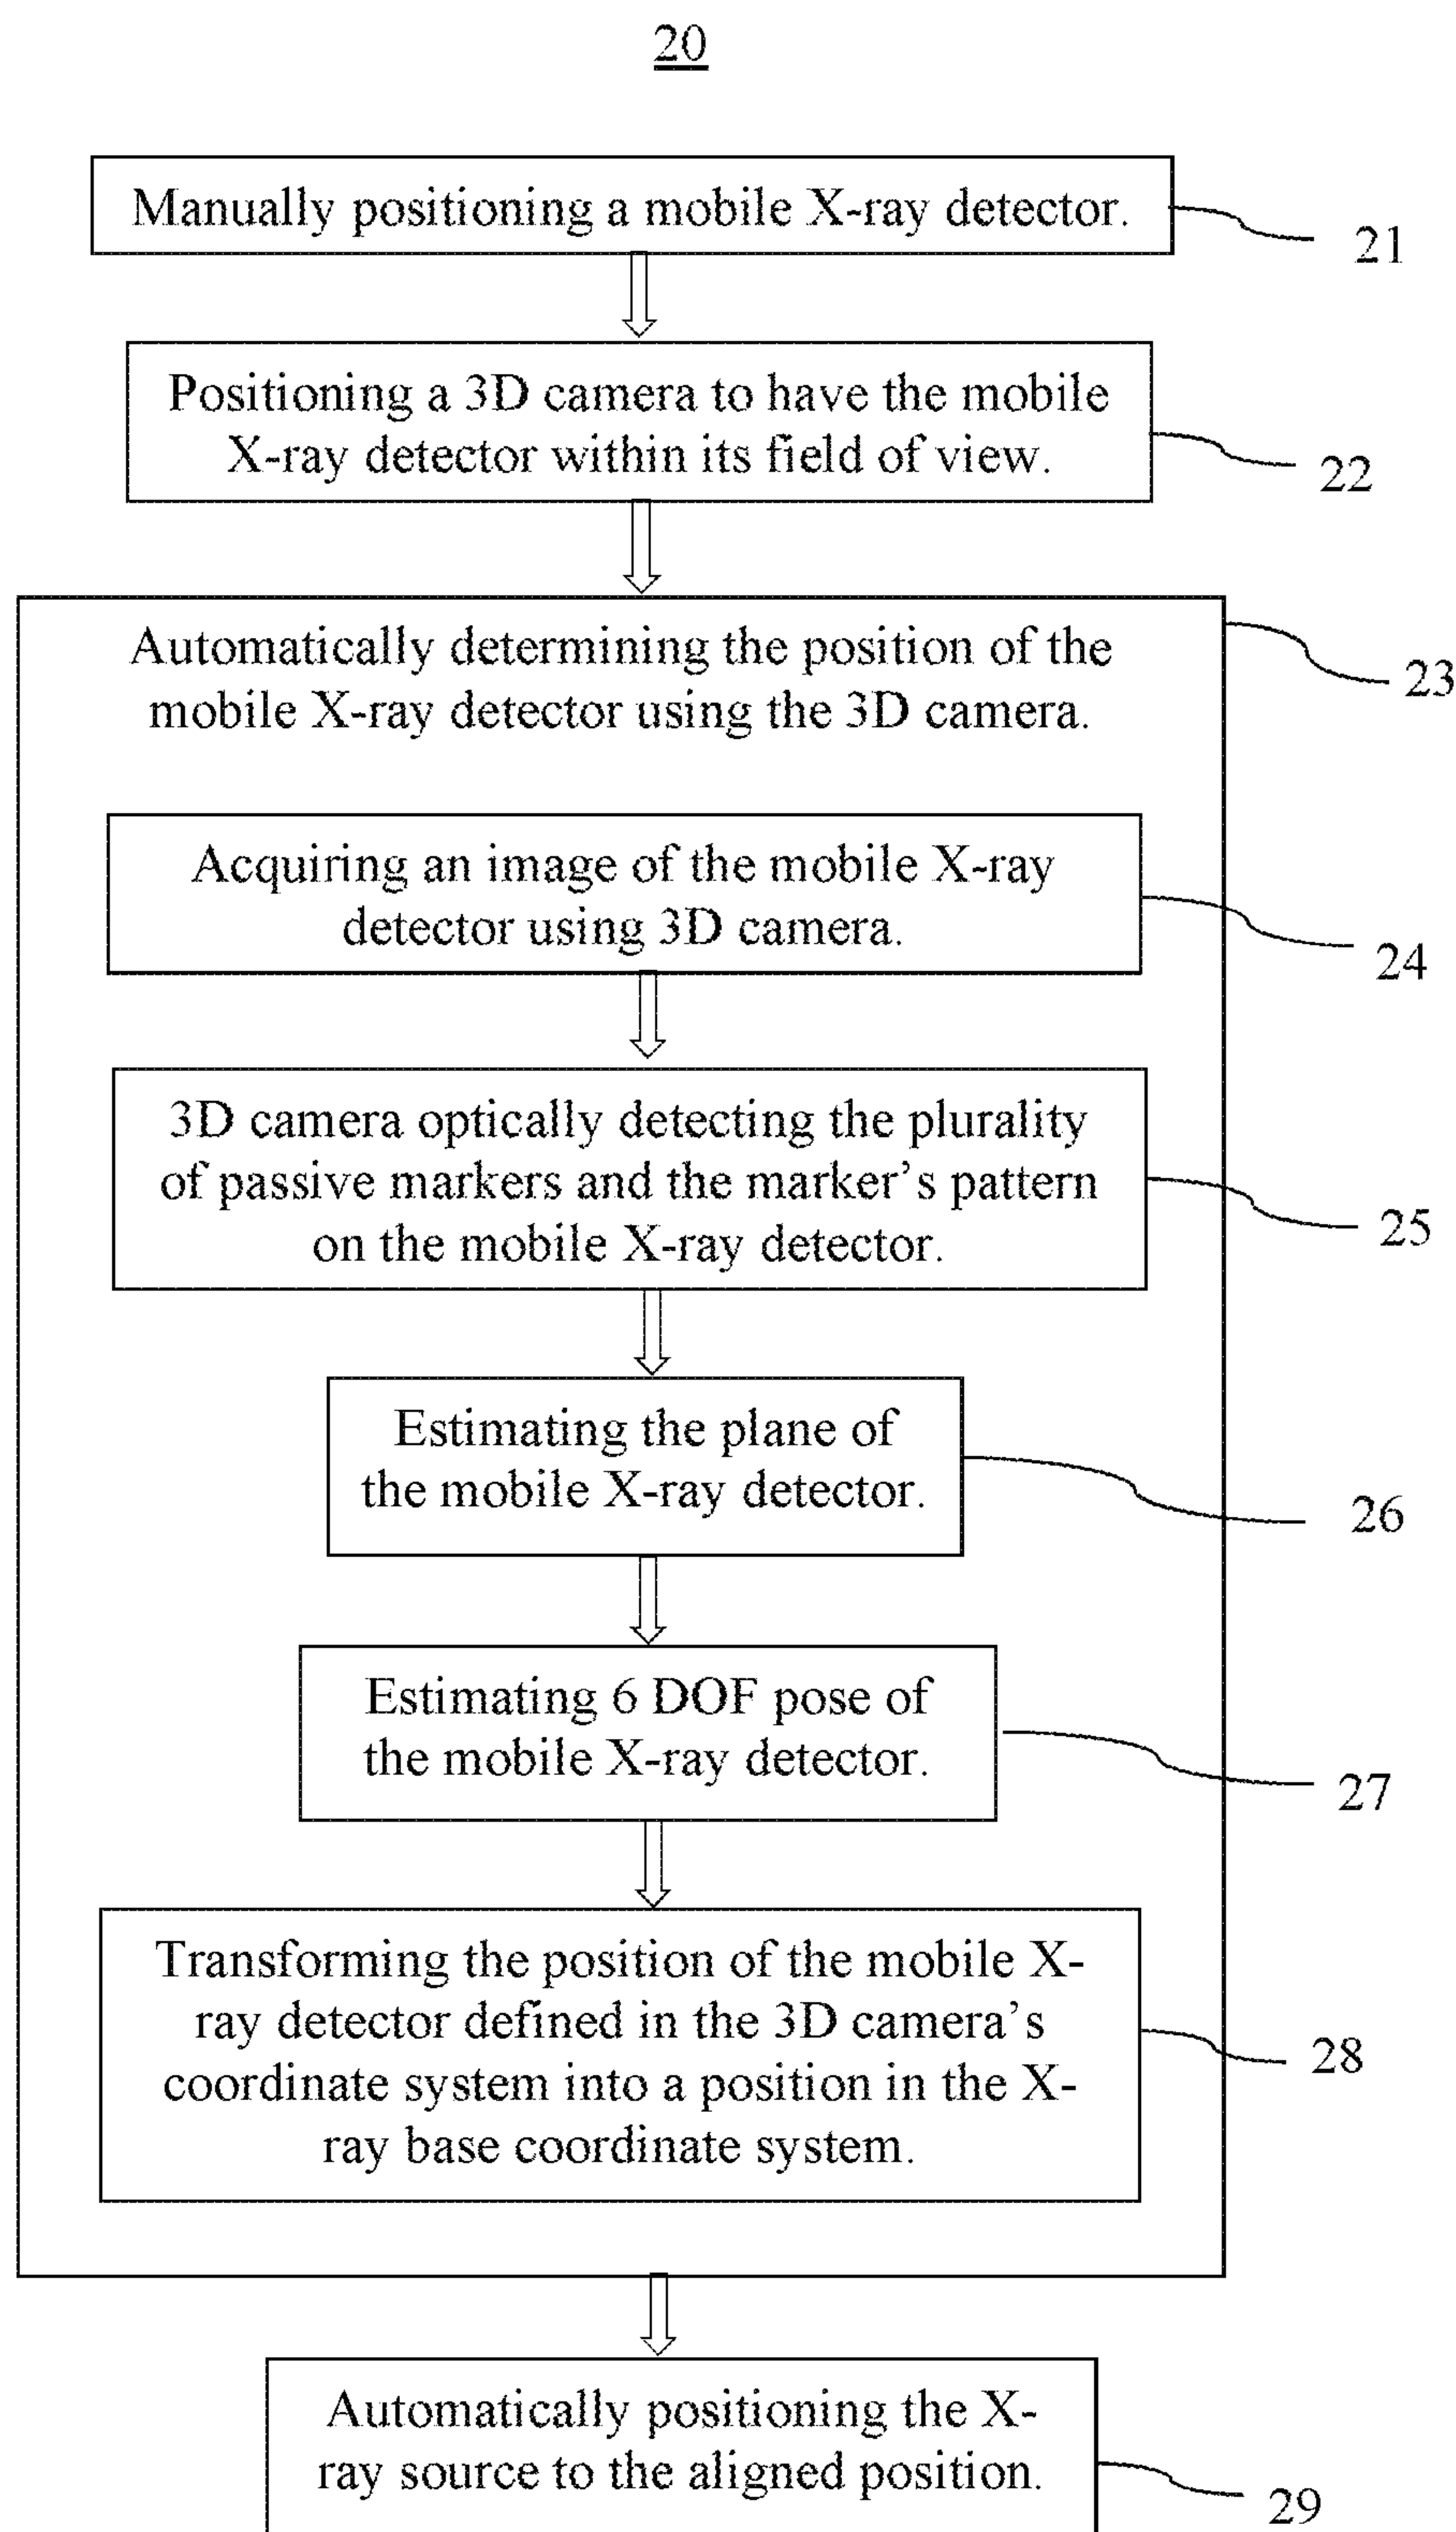 20
Manually positioning a mobile X-ray detector.
21
Positioning a 3D camera to have the mobile
X-ray detector within its field of view.
22
Automatically determining the position of the
mobile X-ray detector using the 3D camera.
23
Acquiring an image of the mobile X-ray
detector using 3D camera.
24
3D camera optically detecting the plurality
of passive markers and the marker's pattern
on the mobile X-ray detector.
25
Estimating the plane of
the mobile X-ray detector.
26
Estimating 6 DOF pose of
the mobile X-ray detector.
27
Transforming the position of the mobile X-
ray detector defined in the 3D camera's
coordinate system into a position in the X-
ray base coordinate system.
28
Automatically positioning the X-
ray source to the aligned position.
29